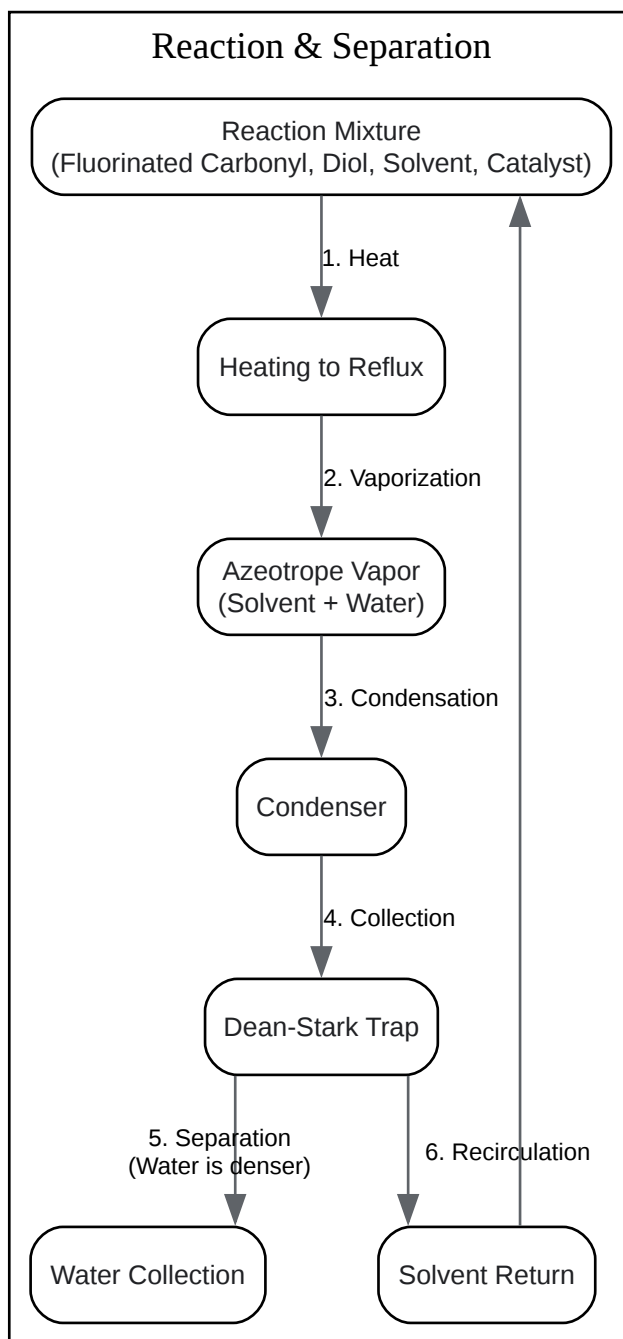 Reaction & Separation
Reaction Mixture
(Fluorinated Carbonyl, Diol, Solvent, Catalyst)
1. Heat
Heating to Reflux
2. Vaporization
Azeotrope Vapor
(Solvent + Water)
3. Condensation
Condenser
4. Collection
Dean-Stark Trap
5. Separation
(Water is denser)
6. Recirculation
Water Collection
Solvent Return